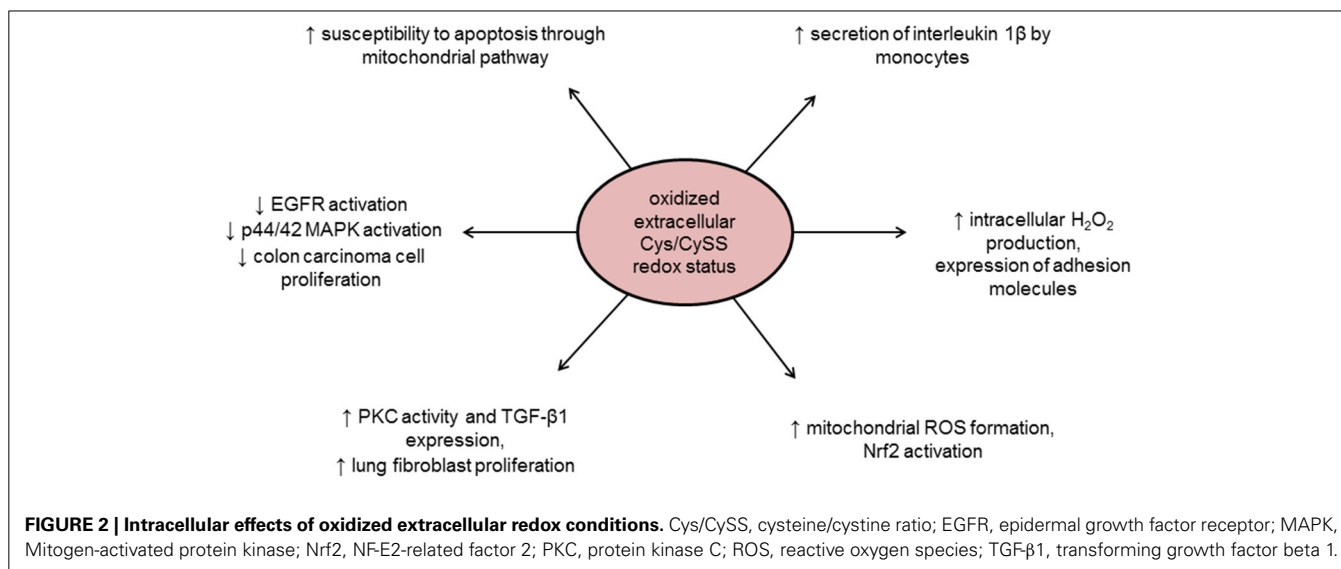 ↑ susceptibility to apoptosis through
mitochondrial pathway
↑ secretion of interleukin 1β by
monocytes
↓ EGFR activation
↓ p44/42 MAPK activation
↓ colon carcinoma cell
proliferation
oxidized
extracellular
Cys/CySS
redox status
↑ intracellular H₂O₂
production,
expression of adhesion
molecules
↑ PKC activity and TGF-β1
expression,
↑ lung fibroblast proliferation
↑ mitochondrial ROS formation,
Nrf2 activation
FIGURE 2 | Intracellular effects of oxidized extracellular redox conditions. Cys/CySS, cysteine/cystine ratio; EGFR, epidermal growth factor receptor; MAPK,
Mitogen-activated protein kinase; Nrf2, NF-E2-related factor 2; PKC, protein kinase C; ROS, reactive oxygen species; TGF-β1, transforming growth factor beta 1.